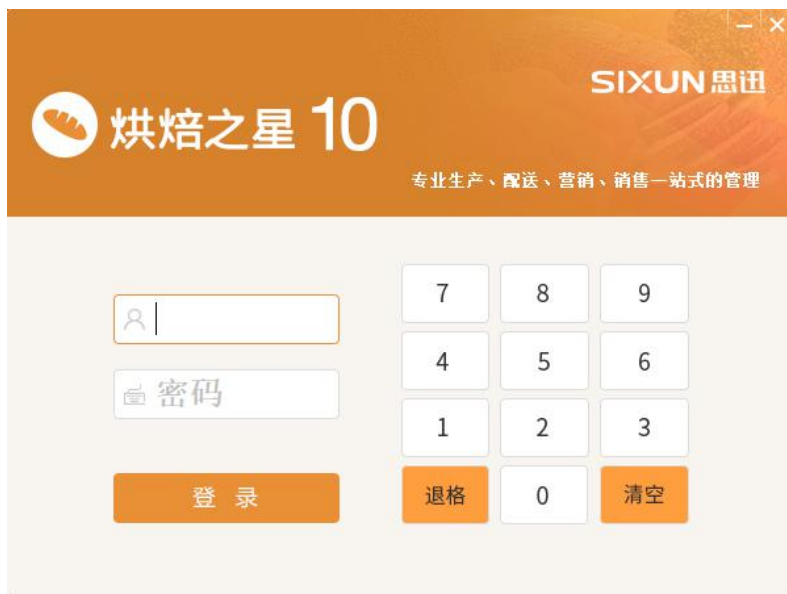 SIXUN思迅
烘焙之星 10
专业生产、配送、营销、销售一站式的管理
7 8 9
4 5 6
密码
1 2 3
登 录
退格 0 清空